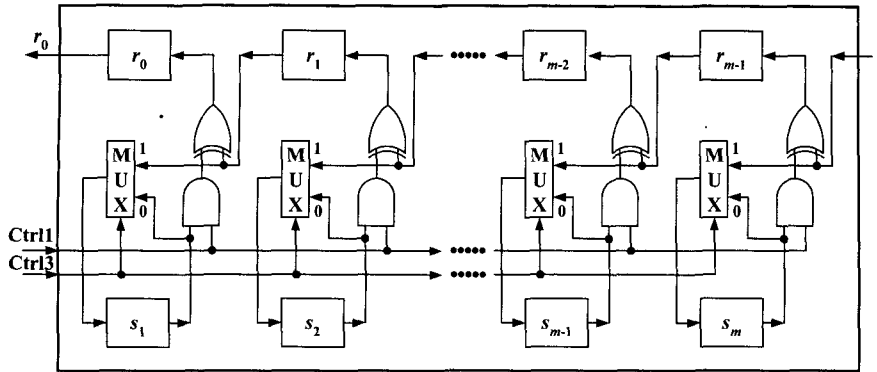 r0
r0 r1 ••••• rm-2 rm-1
M U X 1 0 M U X 1 0 M U X 1 0 M U X 1 0
Ctrl1 •••••
Ctrl3 •••••
s1 s2 sm-1 sm